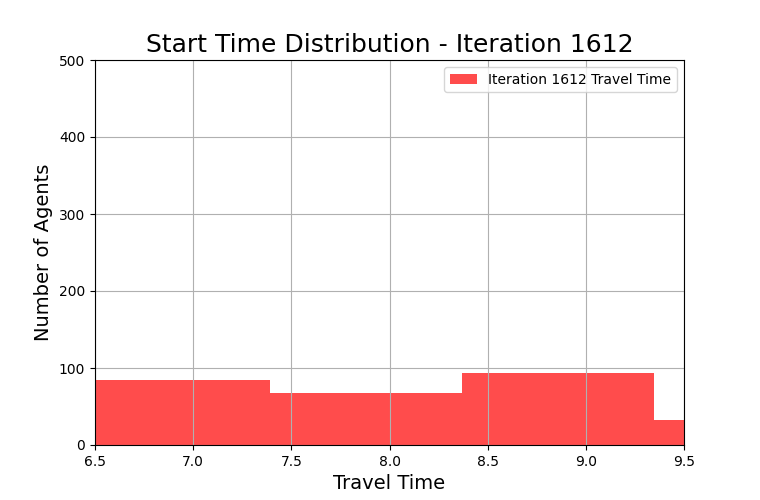 Start Time Distribution - Iteration 1612
Iteration 1612 Travel Time
Number of Agents
500
400
300
200
100
0
6.5 7.0 7.5 8.0 8.5 9.0 9.5
Travel Time